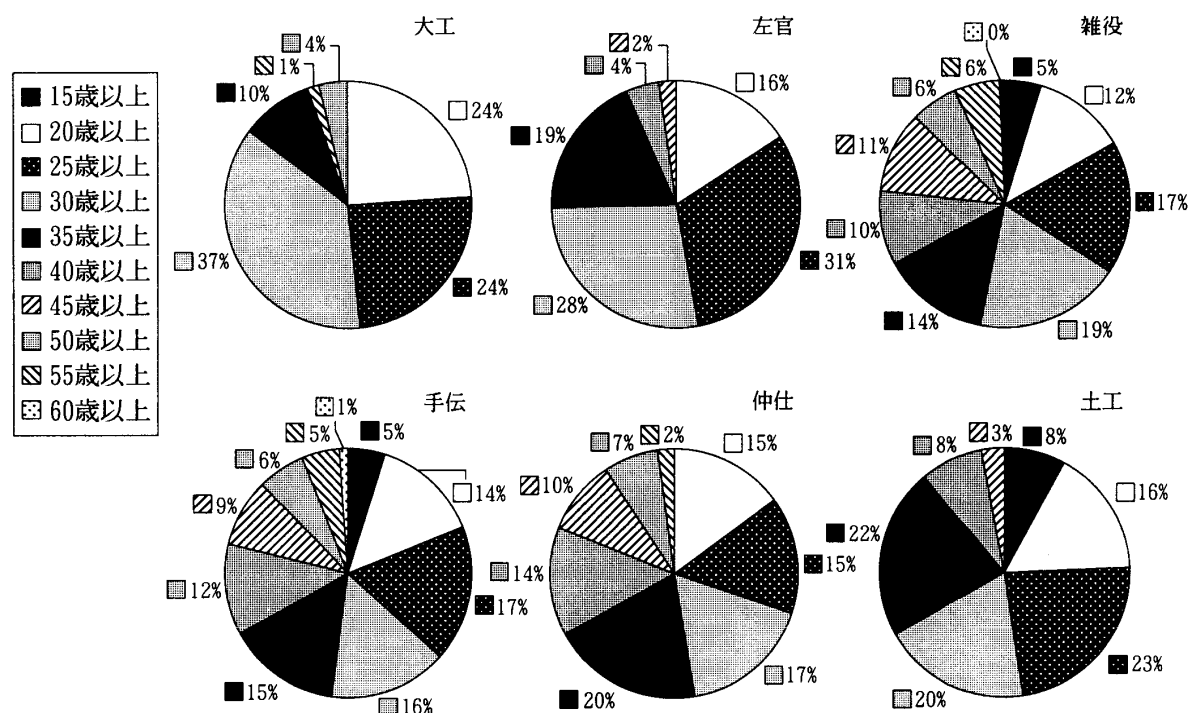 15歳以上
20歳以上
25歳以上
30歳以上
35歳以上
40歳以上
45歳以上
50歳以上
55歳以上
60歳以上
大工
4%
1%
10%
24%
37%
24%
左官
2%
4%
16%
19%
31%
28%
雑役
0%
6%
5%
6%
12%
11%
17%
10%
14%
19%
手伝
1%
5%
5%
6%
14%
9%
12%
17%
15%
16%
仲仕
7%
2%
15%
10%
14%
15%
17%
20%
土工
3%
8%
8%
16%
22%
23%
20%